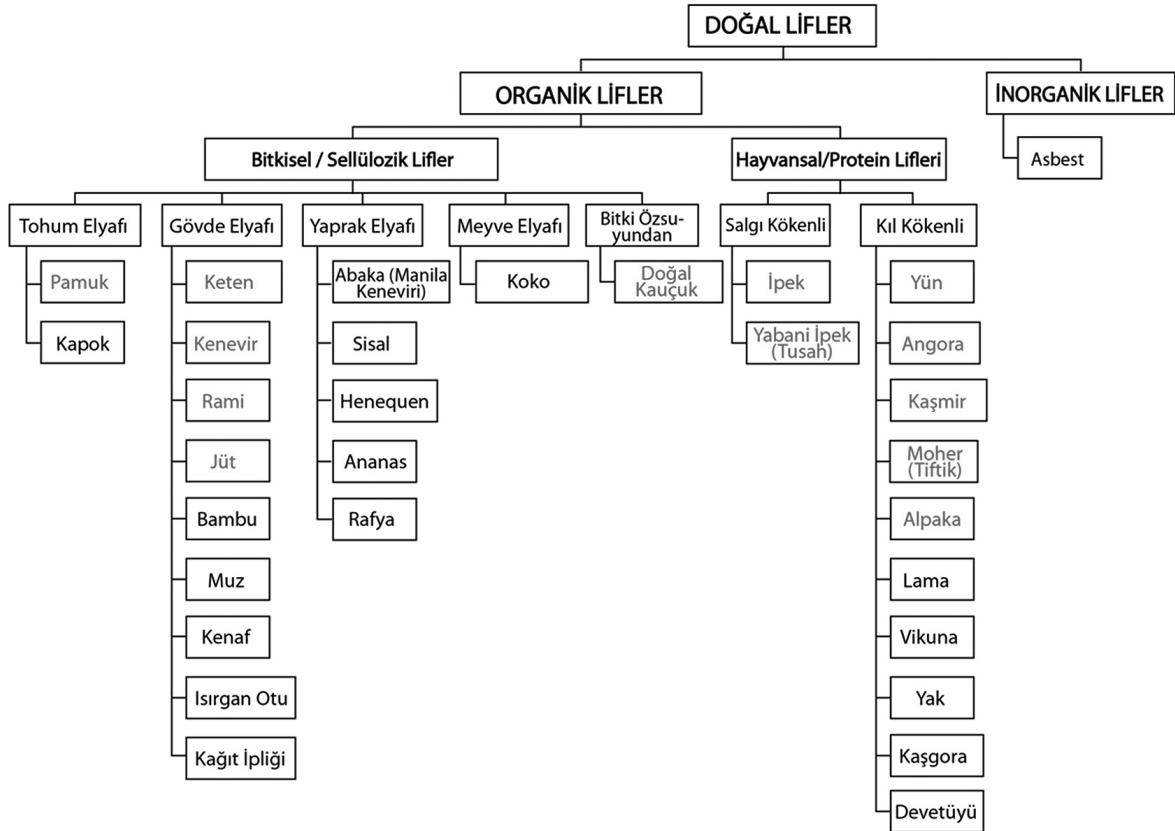 DOĞAL LİFLER
ORGANİK LİFLER
İNORGANİK LİFLER
Bitkisel / Sellülozik Lifler
Hayvansal/Protein Lifleri
Asbest
Tohum Elyafı
Gövde Elyafı
Yaprak Elyafı
Meyve Elyafı
Bitki Özsu-
yundan
Salgı Kökenli
Kıl Kökenli
Pamuk
Kapok
Keten
Kenevir
Rami
Jüt
Bambu
Muz
Kenaf
Isırgan Otu
Kağıt İpliği
Abaka (Manila
Keneviri)
Sisal
Henequen
Ananas
Rafya
Koko
Doğal
Kauçuk
İpek
Yabani İpek
(Tusah)
Yün
Angora
Kaşmir
Moher
(Tiftik)
Alpaka
Lama
Vikuna
Yak
Kaşgora
Devetüyü